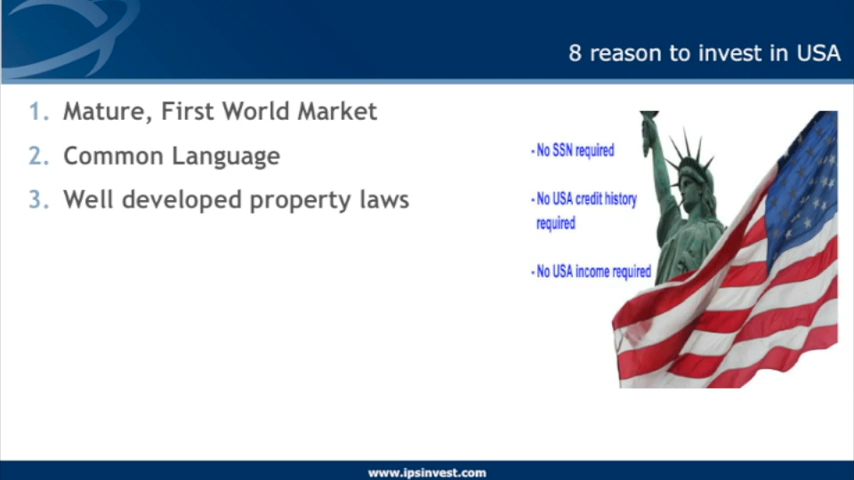 8 reason to invest in USA
1. Mature, First World Market
2. Common Language
3. Well developed property laws
- No SSN required
- No USA credit history
required
- No USA income required
www.ipsinvest.com